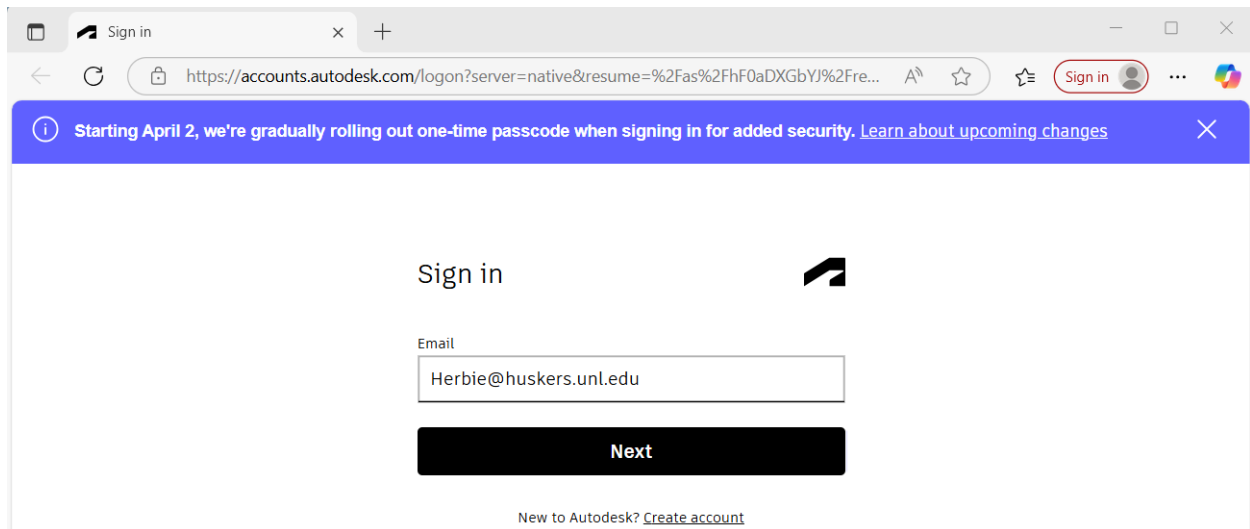 Sign in
https://accounts.autodesk.com/logon?server=native&resume=%2Fas%2FhF0aDXGbYJ%2Fre... Sign in
Starting April 2, we're gradually rolling out one-time passcode when signing in for added security. Learn about upcoming changes
Sign in
Email
Herbie@huskers.unl.edu
Next
New to Autodesk? Create account